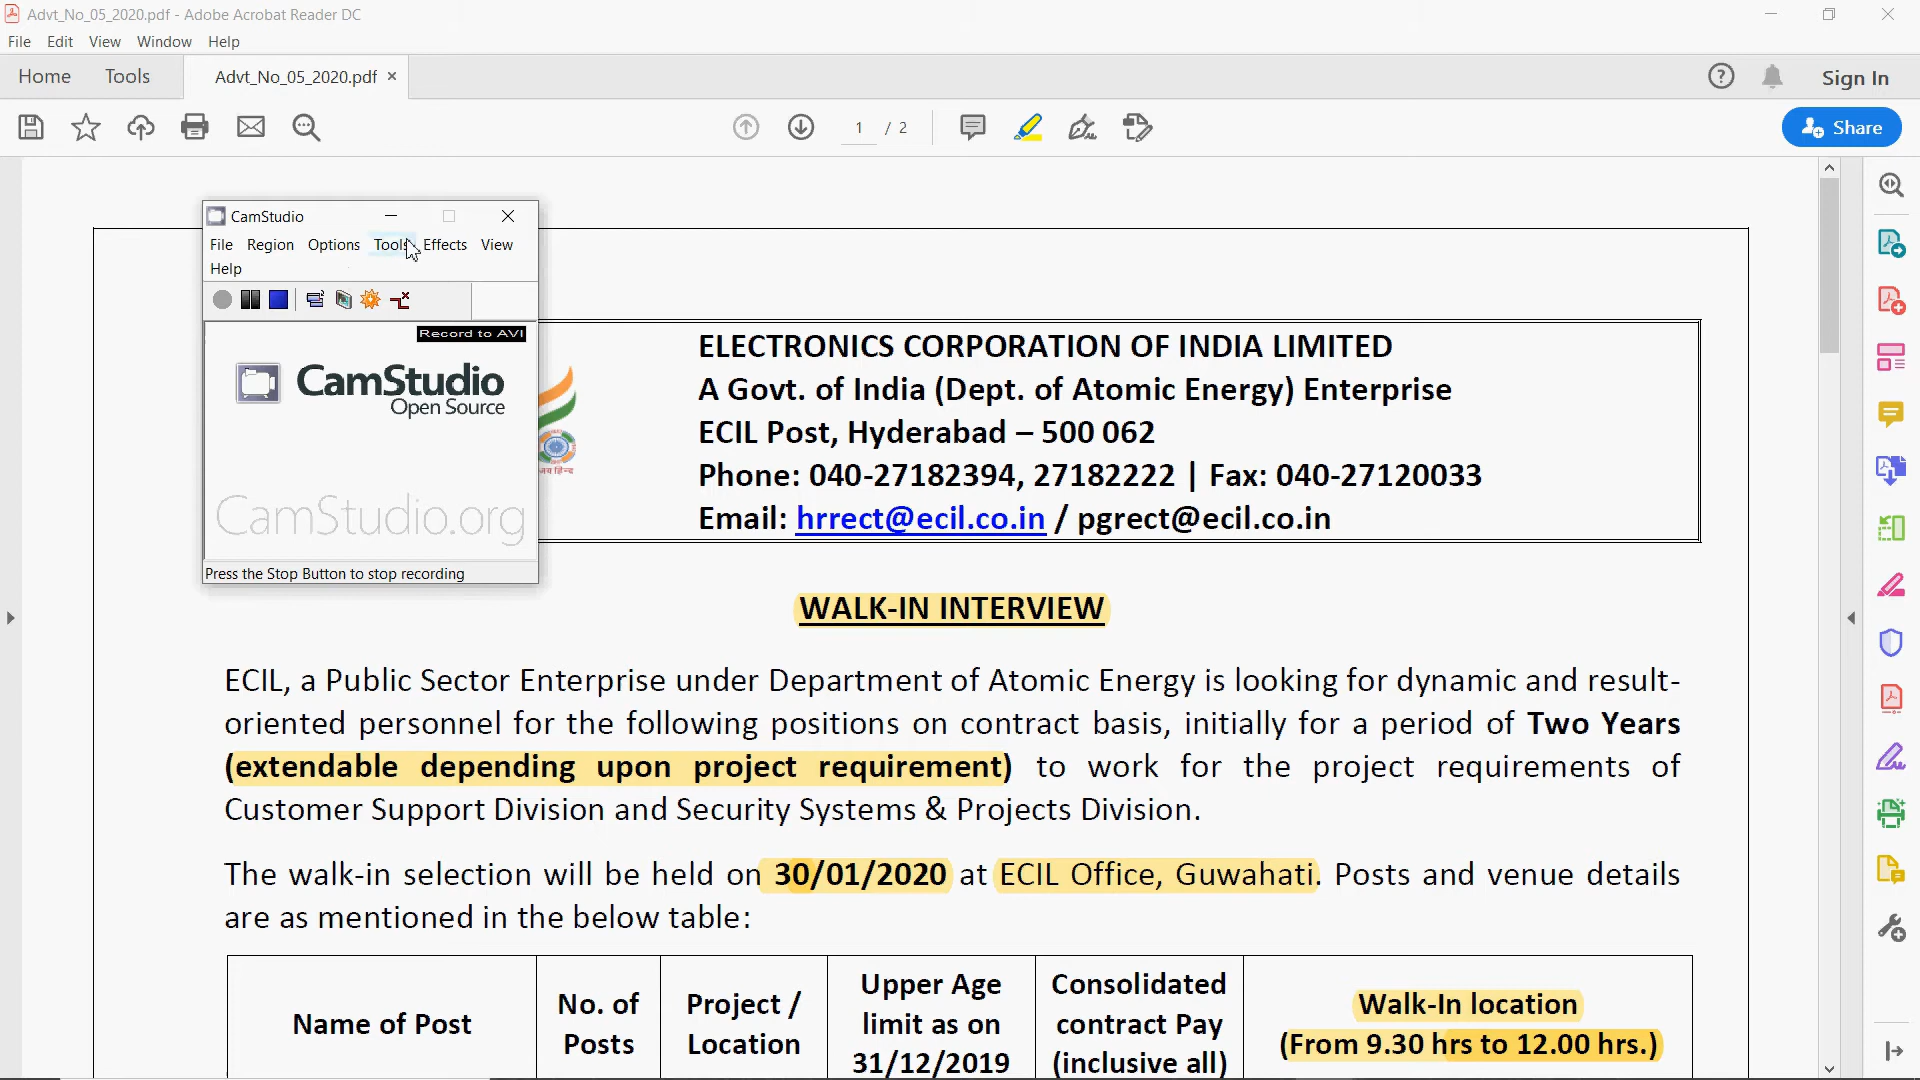 Advt_No_05_2020.pdf - Adobe Acrobat Reader DC
File Edit View Window Help
Home Tools Advt_No_05_2020.pdf × Sign In
1 / 2 Share
CamStudio
File Region Options Tools Effects View
Help
Record to AVI
CamStudio
Open Source
CamStudio.org
Press the Stop Button to stop recording
जय हिन्द
ELECTRONICS CORPORATION OF INDIA LIMITED
A Govt. of India (Dept. of Atomic Energy) Enterprise
ECIL Post, Hyderabad – 500 062
Phone: 040-27182394, 27182222 | Fax: 040-27120033
Email: hrrect@ecil.co.in / pgrect@ecil.co.in
WALK-IN INTERVIEW
ECIL, a Public Sector Enterprise under Department of Atomic Energy is looking for dynamic and result-
oriented personnel for the following positions on contract basis, initially for a period of Two Years
(extendable depending upon project requirement) to work for the project requirements of
Customer Support Division and Security Systems & Projects Division.
The walk-in selection will be held on 30/01/2020 at ECIL Office, Guwahati. Posts and venue details
are as mentioned in the below table:
Name of Post
No. of
Posts
Project /
Location
Upper Age
limit as on
31/12/2019
Consolidated
contract Pay
(inclusive all)
Walk-In location
(From 9.30 hrs to 12.00 hrs.)